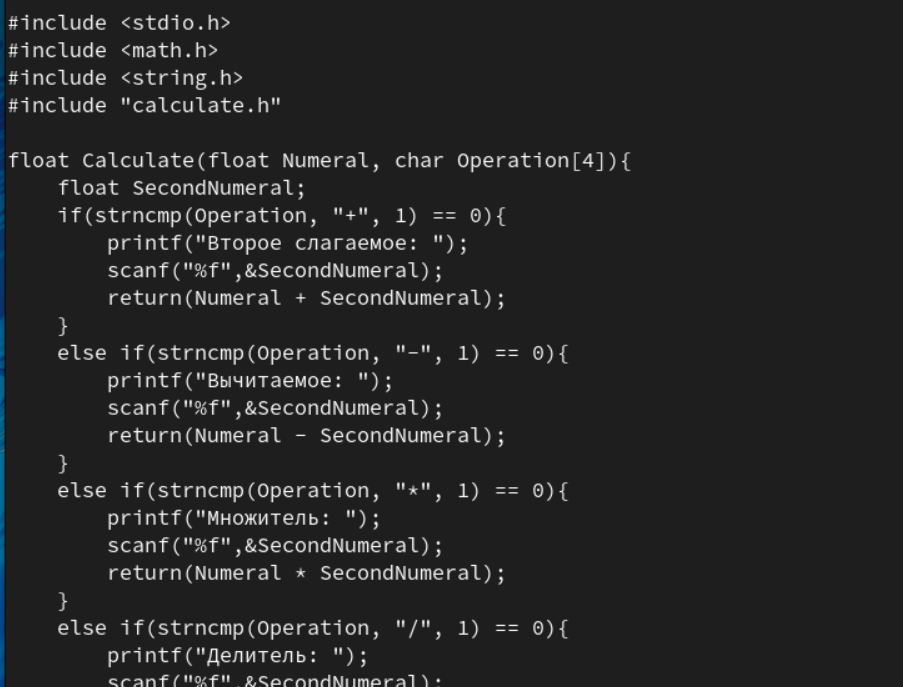 #include <stdio.h>
#include <math.h>
#include <string.h>
#include "calculate.h"

float Calculate(float Numeral, char Operation[4]){
    float SecondNumeral;
    if(strncmp(Operation, "+", 1) == 0){
        printf("Второе слагаемое: ");
        scanf("%f",&SecondNumeral);
        return(Numeral + SecondNumeral);
    }
    else if(strncmp(Operation, "-", 1) == 0){
        printf("Вычитаемое: ");
        scanf("%f",&SecondNumeral);
        return(Numeral - SecondNumeral);
    }
    else if(strncmp(Operation, "*", 1) == 0){
        printf("Множитель: ");
        scanf("%f",&SecondNumeral);
        return(Numeral * SecondNumeral);
    }
    else if(strncmp(Operation, "/", 1) == 0){
        printf("Делитель: ");
        scanf("%f",&SecondNumeral);